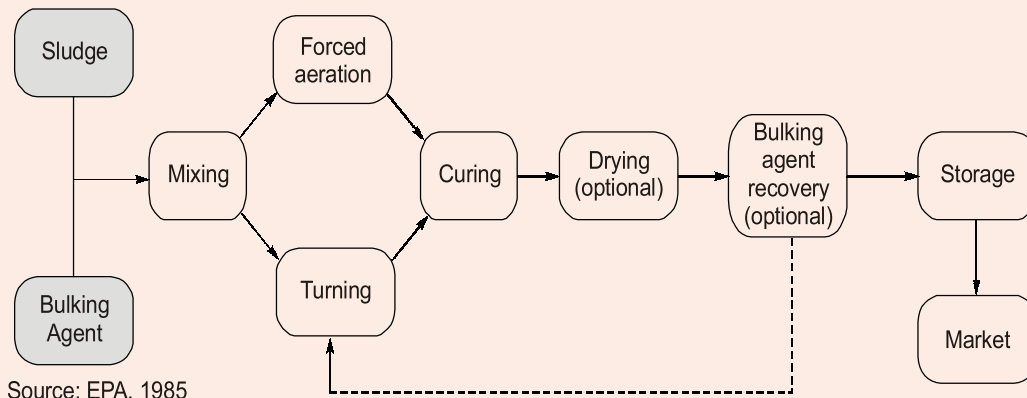 Sludge
Bulking
Agent
Mixing
Forced
aeration
Turning
Curing
Drying
(optional)
Bulking
agent
recovery
(optional)
Storage
Market
Source: EPA, 1985